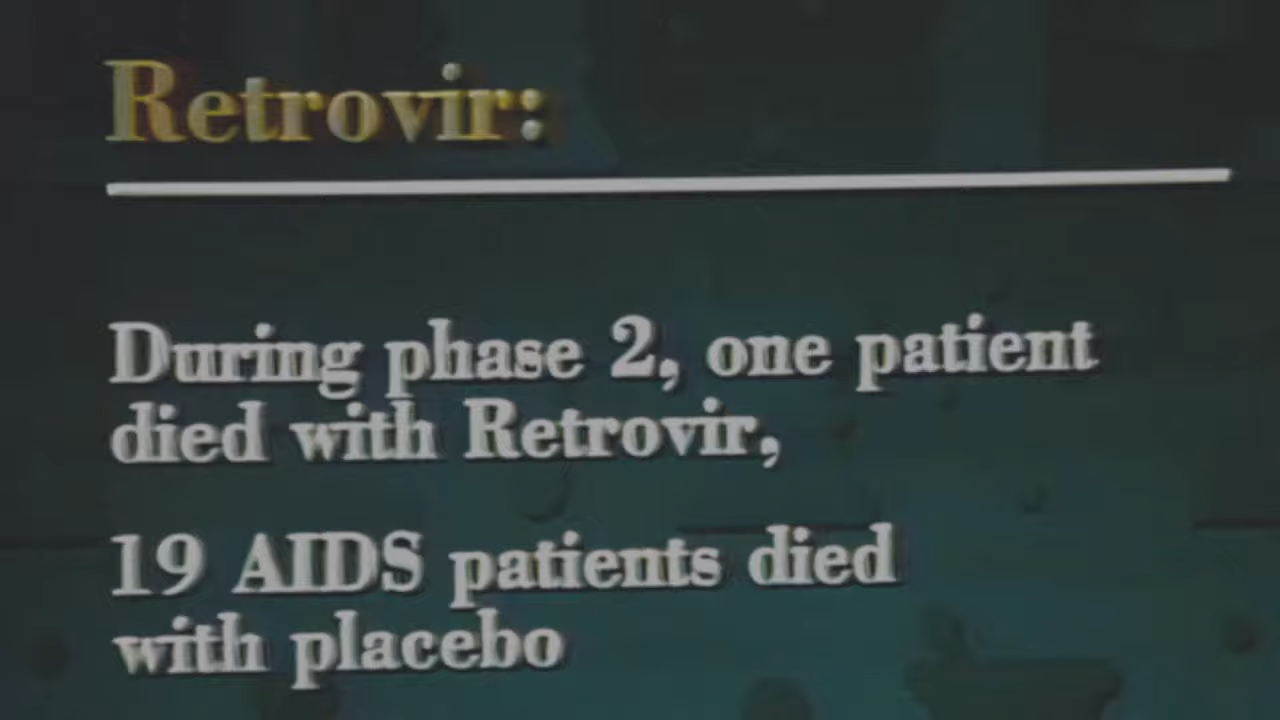 Retrovir:
During phase 2, one patient
died with Retrovir,
19 AIDS patients died
with placebo